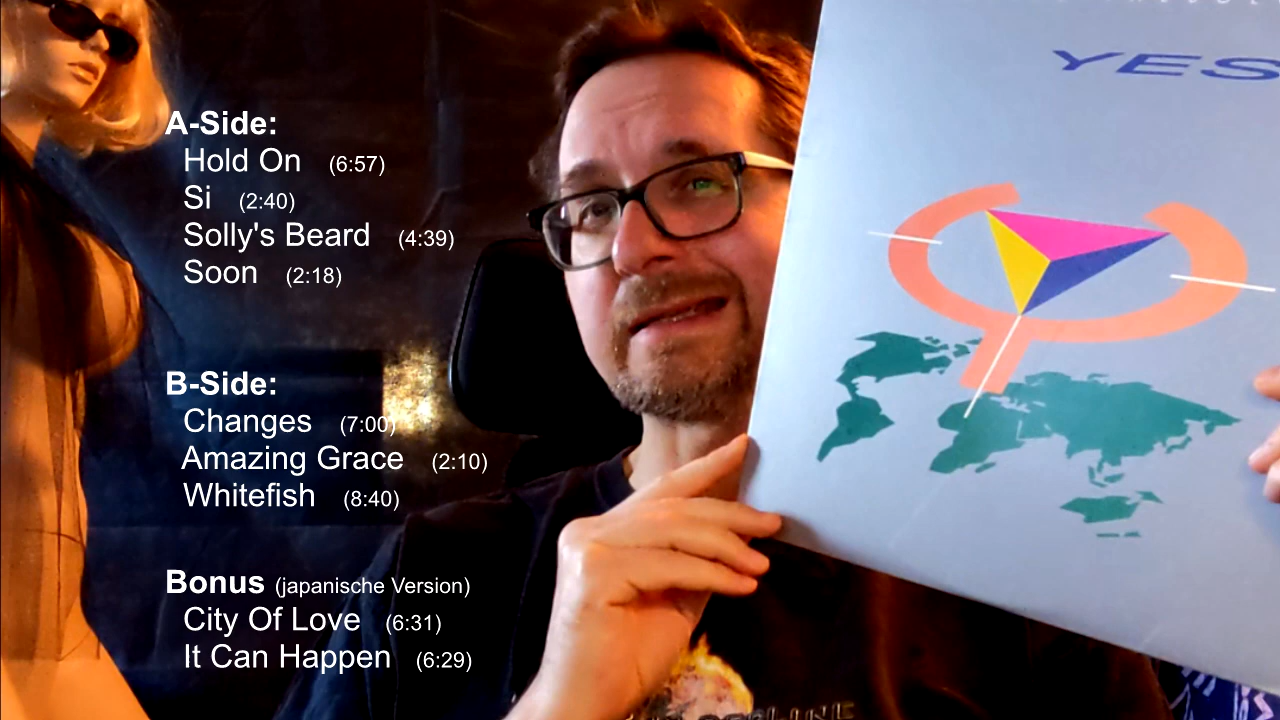 A-Side:
Hold On (6:57)
Si (2:40)
Solly's Beard (4:39)
Soon (2:18)
B-Side:
Changes (7:00)
Amazing Grace (2:10)
Whitefish (8:40)
Bonus (japanische Version)
City Of Love (6:31)
It Can Happen (6:29)
YES